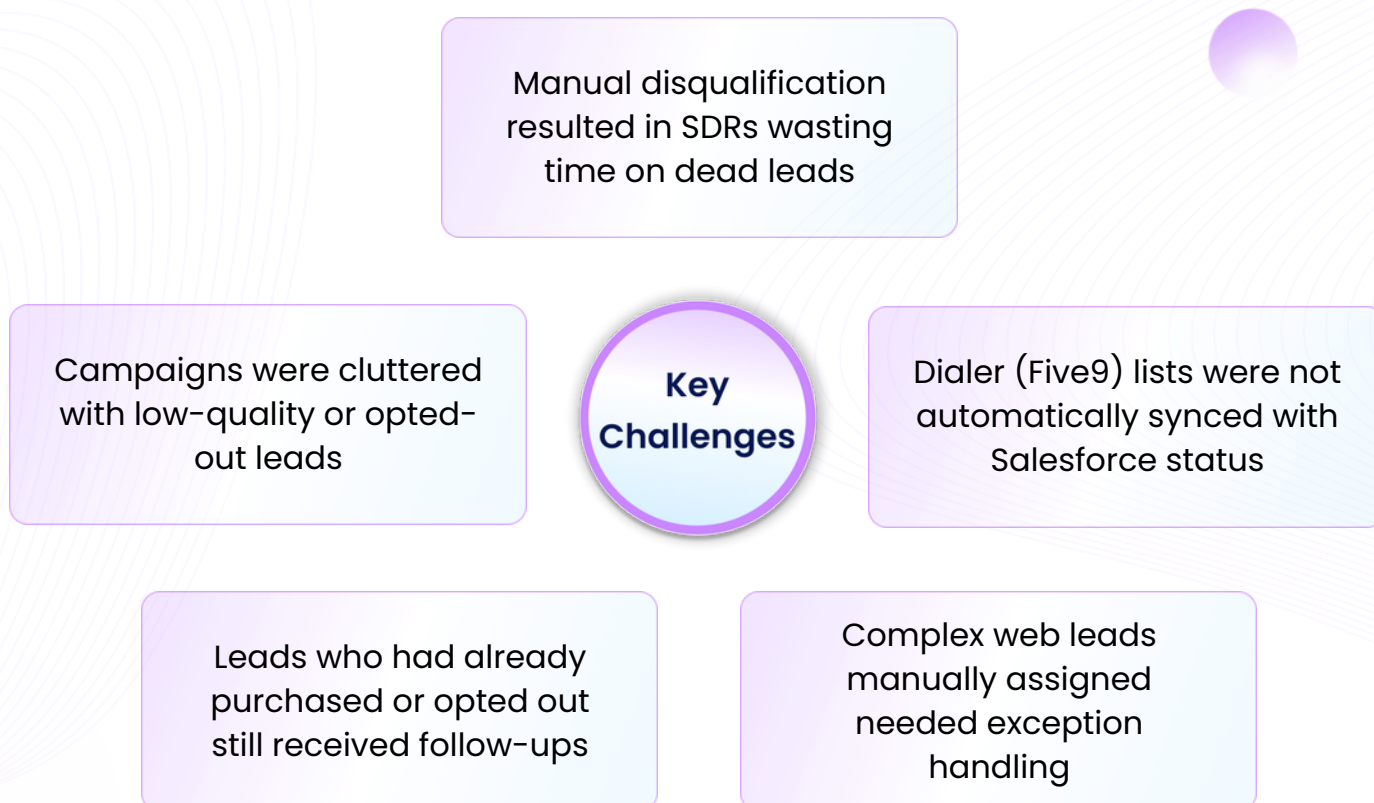 Manual disqualification
resulted in SDRs wasting
time on dead leads
Campaigns were cluttered
with low-quality or opted-
out leads
Key
Challenges
Dialer (Five9) lists were not
automatically synced with
Salesforce status
Leads who had already
purchased or opted out
still received follow-ups
Complex web leads
manually assigned
needed exception
handling